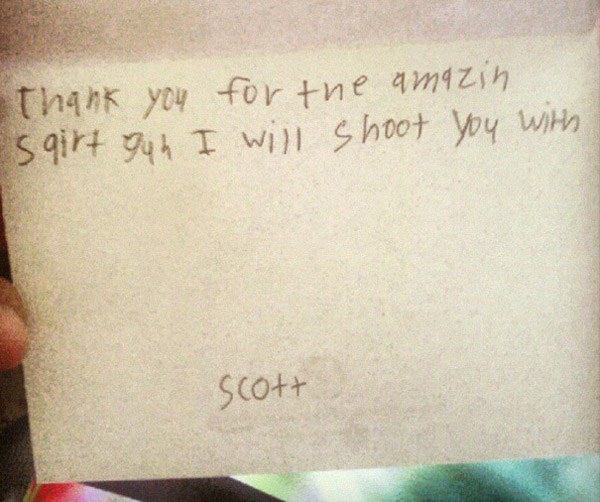 Thank you for the amazin
sqirt guh I will shoot you with
Scott